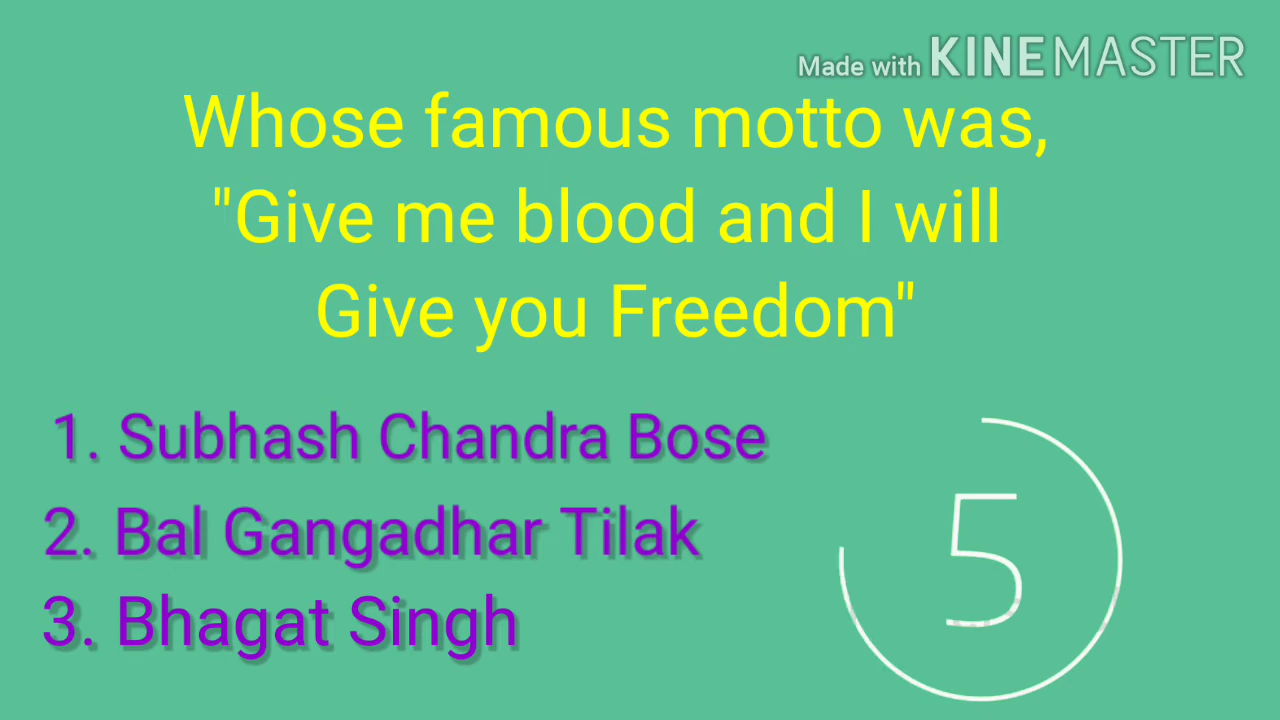 Made with KINEMASTER
Whose famous motto was,
"Give me blood and I will
Give you Freedom"
1. Subhash Chandra Bose
2. Bal Gangadhar Tilak
3. Bhagat Singh
5